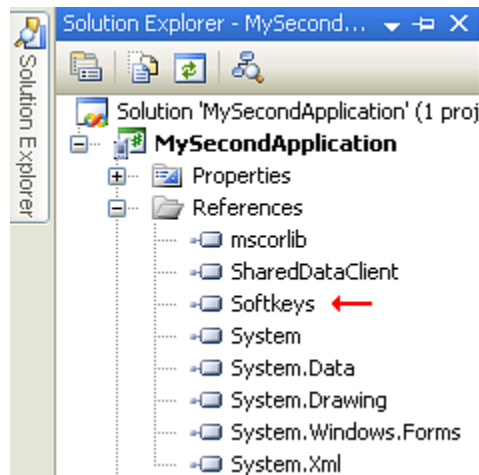 Solution Explorer - MySecond...
Solution Explorer
Solution 'MySecondApplication' (1 proj
MySecondApplication
Properties
References
mscorlib
SharedDataClient
Softkeys
System
System.Data
System.Drawing
System.Windows.Forms
System.Xml